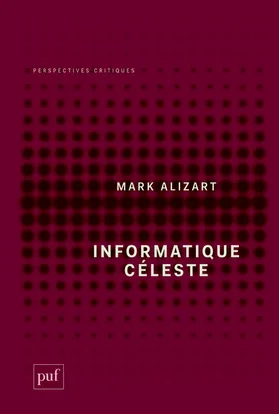 PERSPECTIVES CRITIQUES
MARK ALIZART
INFORMATIQUE
CÉLESTE
puf